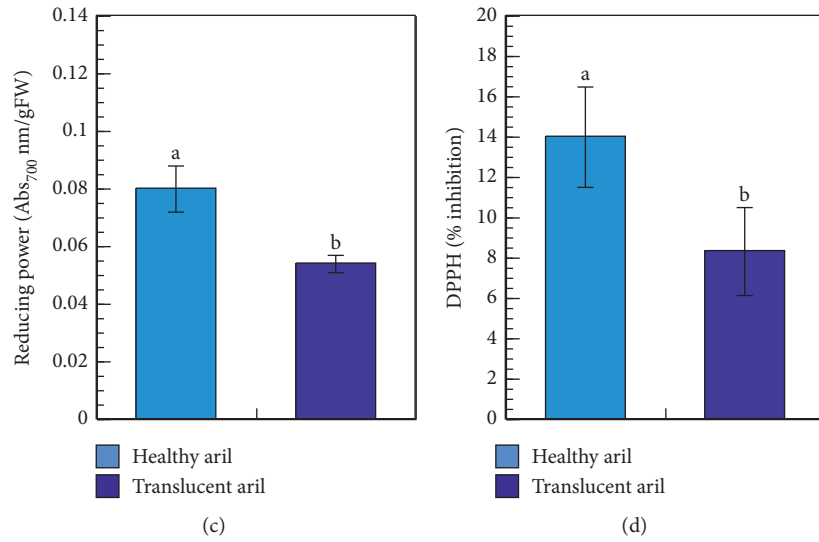 0.14
0.12
0.1
0.08
0.06
0.04
0.02
0
Reducing power (Abs700 nm/gFW)
a
b
Healthy aril
Translucent aril
(c)
20
18
16
14
12
10
8
6
4
2
0
DPPH (% inhibition)
a
b
Healthy aril
Translucent aril
(d)